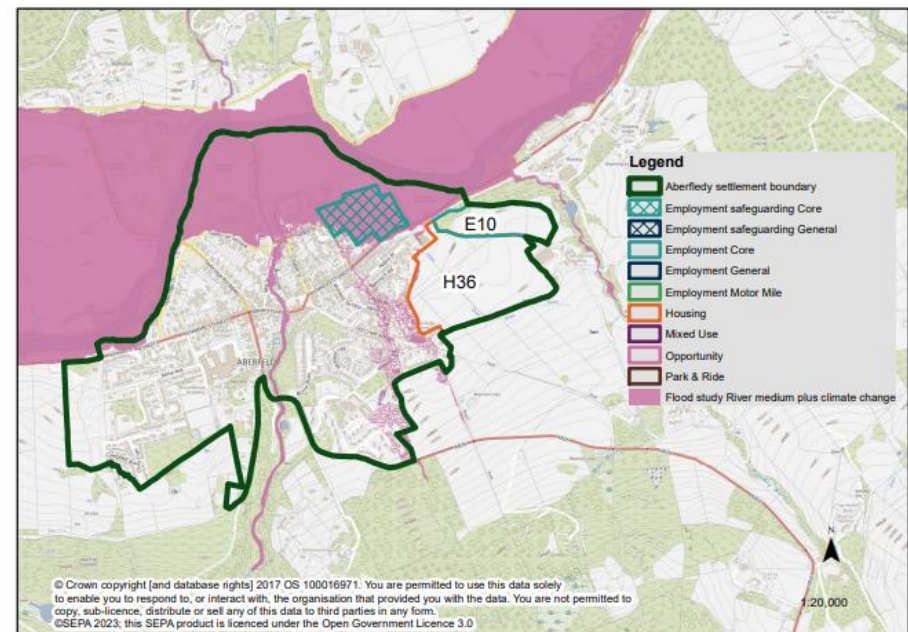 E10
H36
ABERFELDY
Legend
Aberfledy settlement boundary
Employment safeguarding Core
Employment safeguarding General
Employment Core
Employment General
Employment Motor Mile
Housing
Mixed Use
Opportunity
Park & Ride
Flood study River medium plus climate change
N
1:20,000
© Crown copyright [and database rights] 2017 OS 100016971. You are permitted to use this data solely
to enable you to respond to, or interact with, the organisation that provided you with the data. You are not permitted to
copy, sub-licence, distribute or sell any of this data to third parties in any form.
©SEPA 2023; this SEPA product is licenced under the Open Government Licence 3.0